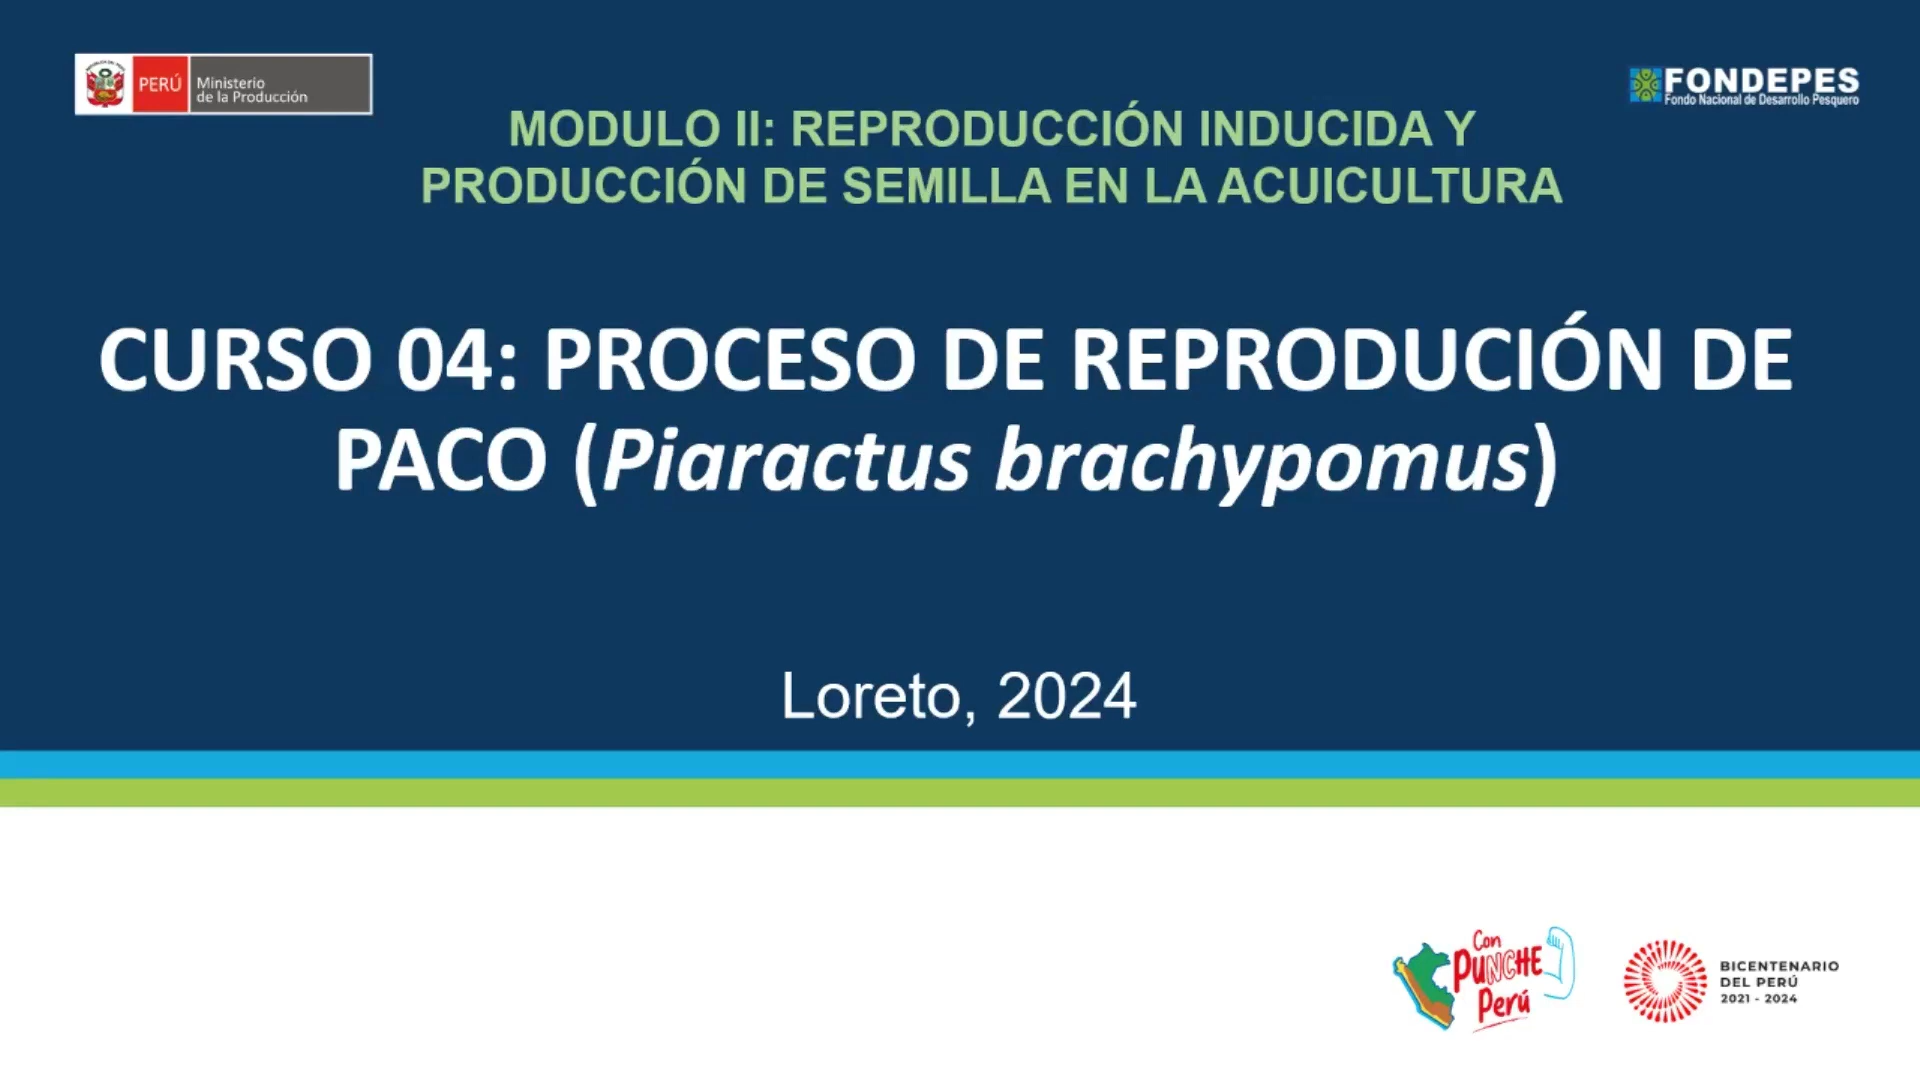 PERÚ
Ministerio
de la Producción
FONDEPES
Fondo Nacional de Desarrollo Pesquero
MODULO II: REPRODUCCIÓN INDUCIDA Y
PRODUCCIÓN DE SEMILLA EN LA ACUICULTURA
CURSO 04: PROCESO DE REPRODUCIÓN DE
PACO (Piaractus brachypomus)
Loreto, 2024
Con
PUNCHE
Perú
BICENTENARIO
DEL PERÚ
2021 - 2024